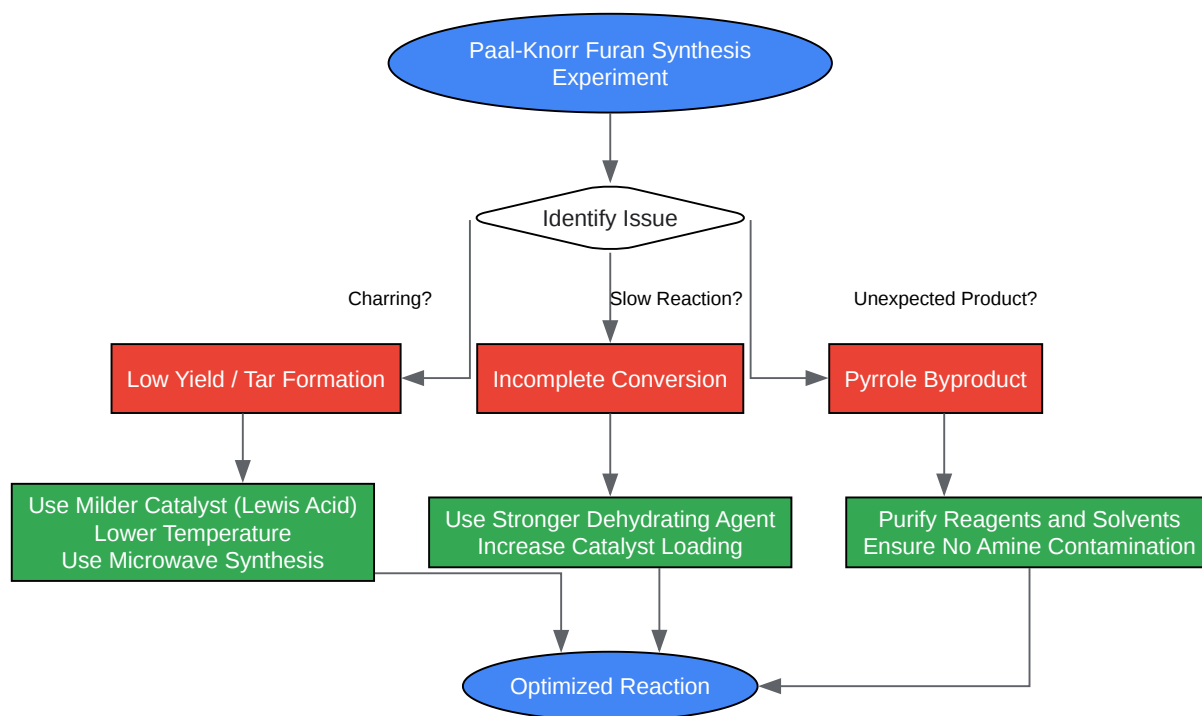 Paal-Knorr Furan Synthesis
Experiment
Identify Issue
Charring?
Slow Reaction?
Unexpected Product?
Low Yield / Tar Formation
Incomplete Conversion
Pyrrole Byproduct
Use Milder Catalyst (Lewis Acid)
Lower Temperature
Use Microwave Synthesis
Use Stronger Dehydrating Agent
Increase Catalyst Loading
Purify Reagents and Solvents
Ensure No Amine Contamination
Optimized Reaction